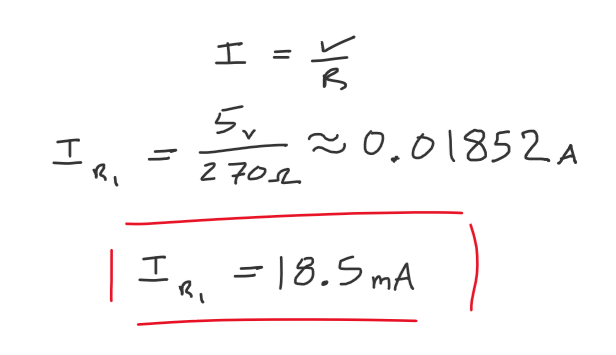 I = V/R
I_R₁ = 5v/270Ω ≈ 0.01852A
I_R₁ = 18.5mA